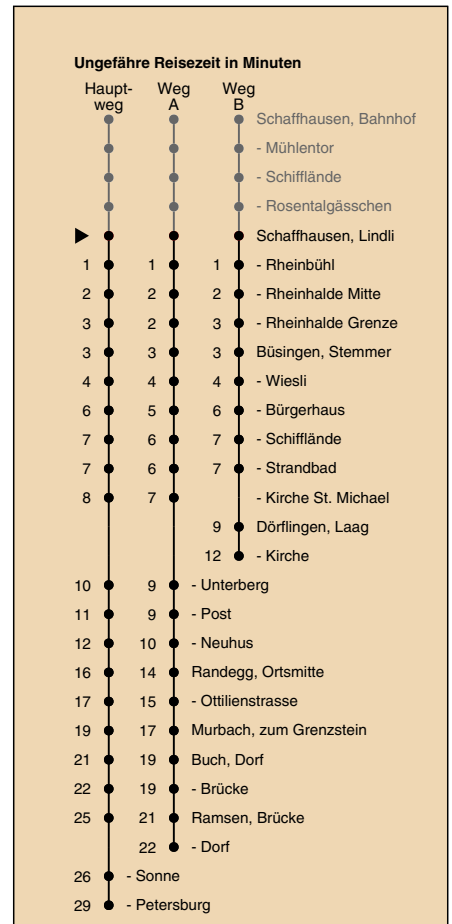 Ungefähre Reisezeit in Minuten
Haupt- Weg Weg
weg A B
Schaffhausen, Bahnhof
- Mühlentor
- Schifflände
- Rosentalgässchen
Schaffhausen, Lindli
1 1 1 - Rheinbühl
2 2 2 - Rheinhalde Mitte
3 2 3 - Rheinhalde Grenze
3 3 3 Büsingen, Stemmer
4 4 4 - Wiesli
6 5 6 - Bürgerhaus
7 6 7 - Schifflände
7 6 7 - Strandbad
8 7 - Kirche St. Michael
9 Dörflingen, Laag
12 - Kirche
10 9 - Unterberg
11 9 - Post
12 10 - Neuhus
16 14 Randegg, Ortsmitte
17 15 - Ottilienstrasse
19 17 Murbach, zum Grenzstein
21 19 Buch, Dorf
22 19 - Brücke
25 21 Ramsen, Brücke
22 - Dorf
26 - Sonne
29 - Petersburg